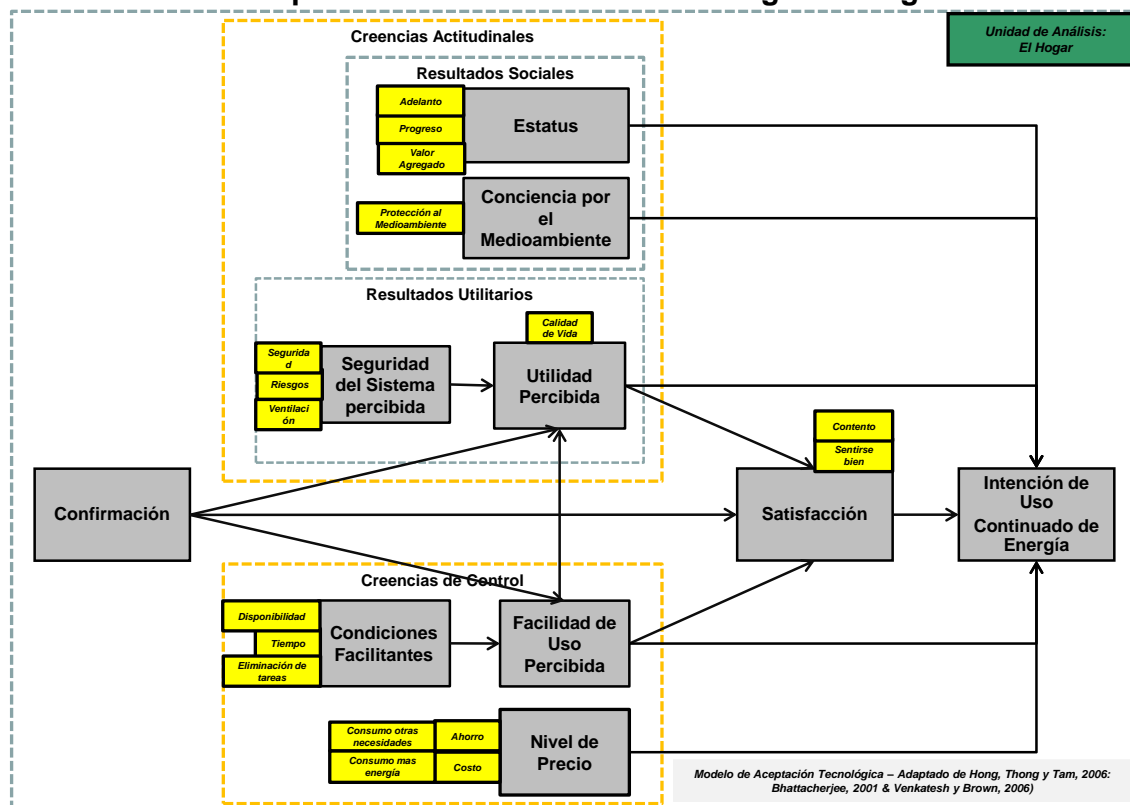 Creencias Actitudinales
Unidad de Análisis:
El Hogar
Resultados Sociales
Adelanto
Progreso
Valor
Agregado
Estatus
Protección al
Medioambiente
Conciencia por
el
Medioambiente
Resultados Utilitarios
Calidad
de Vida
Segurida
d
Riesgos
Ventilaci
ón
Seguridad
del Sistema
percibida
Utilidad
Percibida
Contento
Sentirse
bien
Confirmación
Satisfacción
Intención de
Uso
Continuado de
Energía
Creencias de Control
Disponibilidad
Tiempo
Eliminación de
tareas
Condiciones
Facilitantes
Facilidad de
Uso
Percibida
Consumo otras
necesidades
Ahorro
Consumo mas
energía
Costo
Nivel de
Precio
Modelo de Aceptación Tecnológica – Adaptado de Hong, Thong y Tam, 2006:
Bhattacherjee, 2001 & Venkatesh y Brown, 2006)